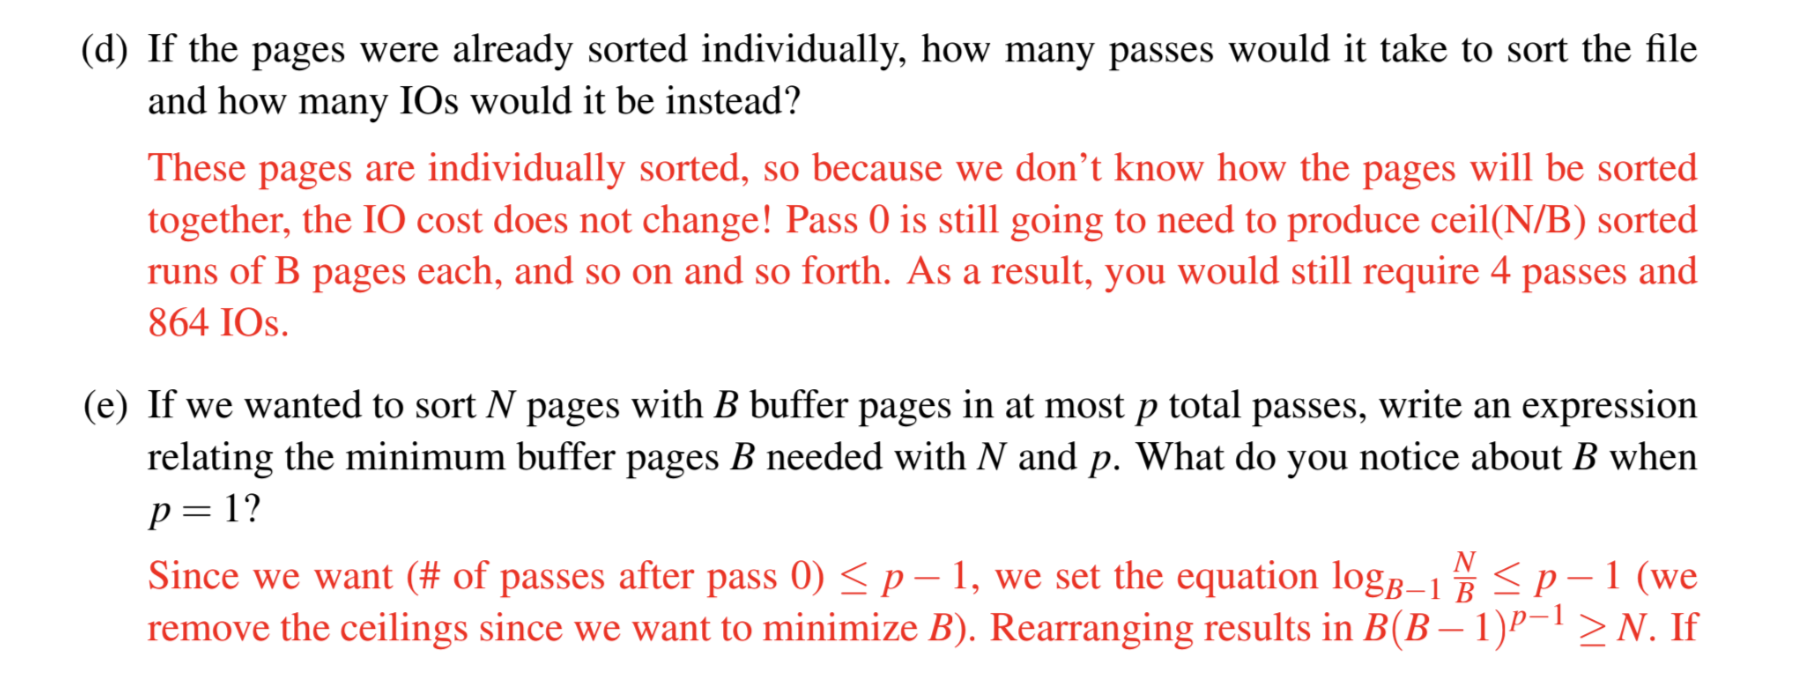 (d) If the pages were already sorted individually, how many passes would it take to sort the file
and how many IOs would it be instead?
These pages are individually sorted, so because we don't know how the pages will be sorted
together, the IO cost does not change! Pass 0 is still going to need to produce ceil(N/B) sorted
runs of B pages each, and so on and so forth. As a result, you would still require 4 passes and
864 IOs.
(e) If we wanted to sort N pages with B buffer pages in at most p total passes, write an expression
relating the minimum buffer pages B needed with N and p. What do you notice about B when
p = 1?
Since we want (# of passes after pass 0) ≤ p − 1, we set the equation log_{B−1} \frac{N}{B} ≤ p − 1 (we
remove the ceilings since we want to minimize B). Rearranging results in B(B − 1)^{p−1} ≥ N. If